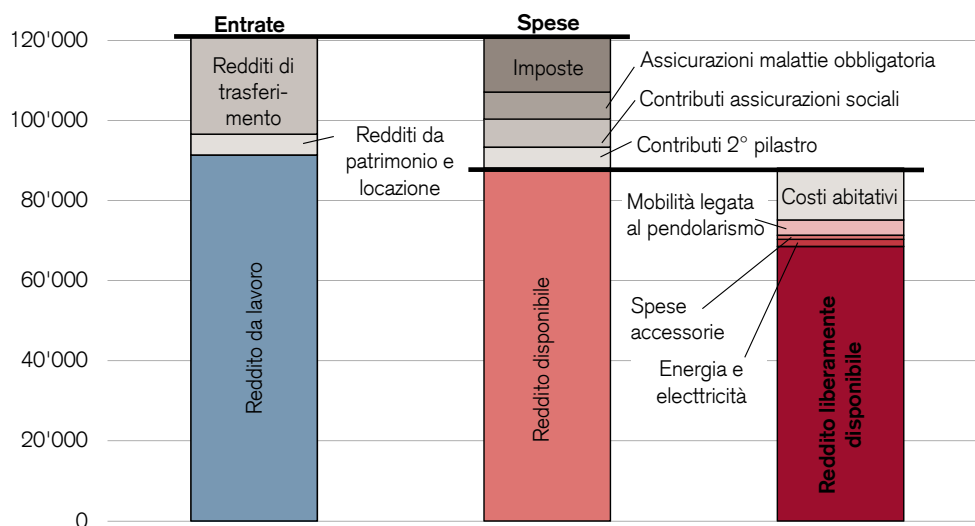 Entrate
Spese
120'000
100'000
80'000
60'000
40'000
20'000
0
Redditi di
trasferi-
mento
Redditi da
patrimonio e
locazione
Reddito da lavoro
Imposte
Assicurazioni malattie obbligatoria
Contributi assicurazioni sociali
Contributi 2° pilastro
Reddito disponibile
Costi abitativi
Mobilità legata
al pendolarismo
Spese
accessorie
Energia e
electtricità
Reddito liberamente
disponibile